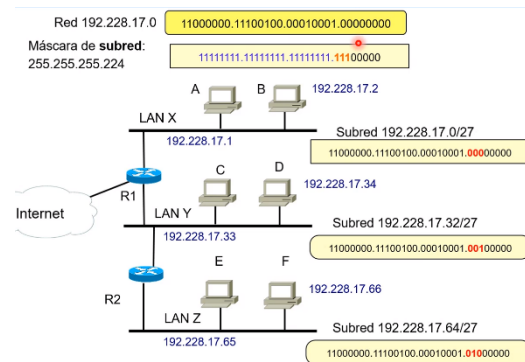 Red 192.228.17.0
11000000.11100100.00010001.00000000
Máscara de subred:
255.255.255.224
11111111.11111111.11111111.11100000
A
B
192.228.17.2
LAN X
192.228.17.1
Subred 192.228.17.0/27
11000000.11100100.00010001.00000000
R1
C
D
192.228.17.34
Internet
LAN Y
192.228.17.33
Subred 192.228.17.32/27
11000000.11100100.00010001.00100000
E
F
192.228.17.66
R2
LAN Z
192.228.17.65
Subred 192.228.17.64/27
11000000.11100100.00010001.01000000